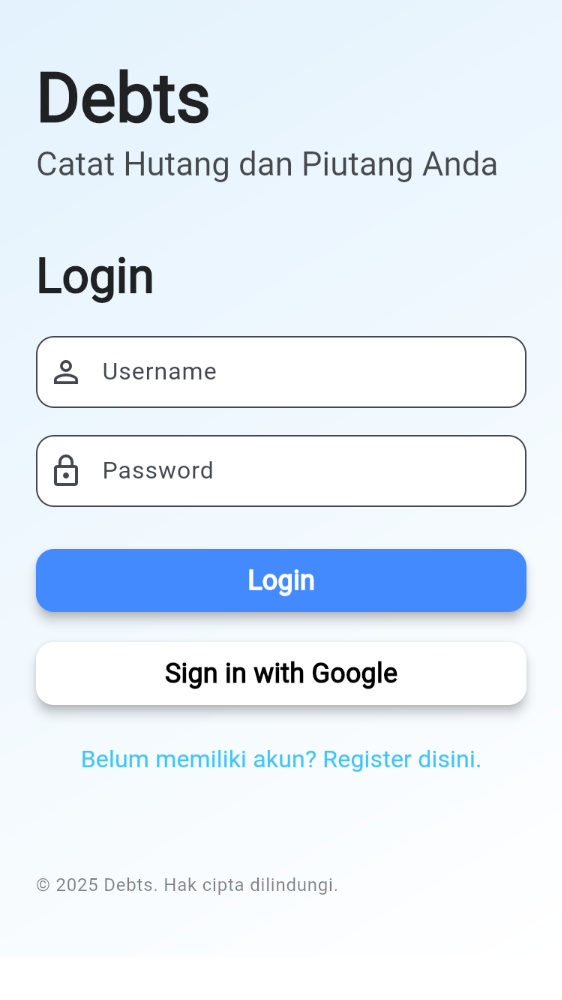 Debts
Catat Hutang dan Piutang Anda
Login
Username
Password
Login
Sign in with Google
Belum memiliki akun? Register disini.
© 2025 Debts. Hak cipta dilindungi.